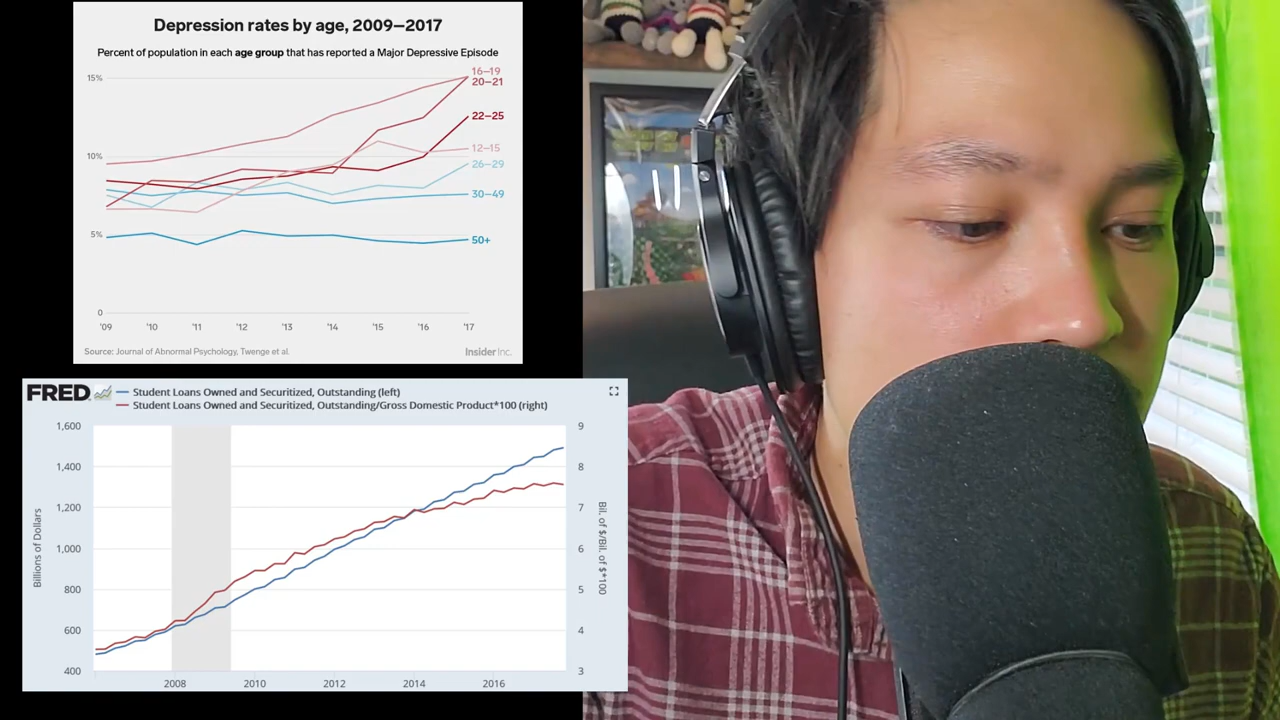 Depression rates by age, 2009–2017
Percent of population in each age group that has reported a Major Depressive Episode
15%
10%
5%
0
16–19
20–21
22–25
12–15
26–29
30–49
50+
'09 '10 '11 '12 '13 '14 '15 '16 '17
Source: Journal of Abnormal Psychology, Twenge et al.
Insider Inc.
FRED
Student Loans Owned and Securitized, Outstanding (left)
Student Loans Owned and Securitized, Outstanding/Gross Domestic Product*100 (right)
Billions of Dollars
1,600
1,400
1,200
1,000
800
600
400
9
8
7
6
5
4
3
Bil. of $/Bil. of $*100
2008 2010 2012 2014 2016